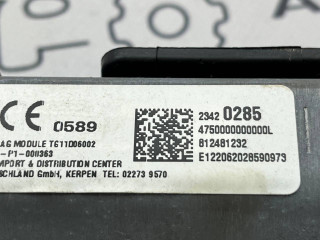 CE 0589
2342 0285
AG MODULE TG11D06002
4750000000000L
-P1-000363
812481232
MPORT & DISTRIBUTION CENTER
E122062028590973
SCHLAND GmbH, KERPEN TEL: 02273 9570